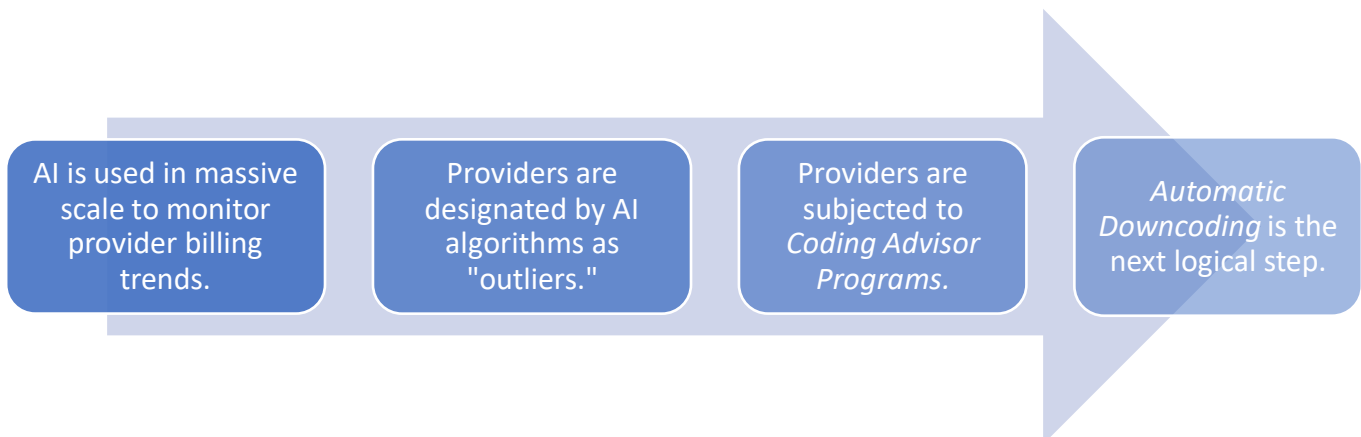 AI is used in massive
scale to monitor
provider billing
trends.
Providers are
designated by AI
algorithms as
"outliers."
Providers are
subjected to
Coding Advisor
Programs.
Automatic
Downcoding is the
next logical step.